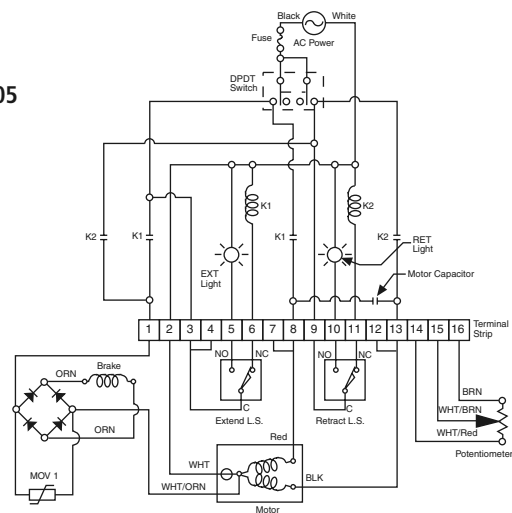 Black
White
Fuse
AC Power
DPDT
Switch
05
K1
K2
K2
K1
K1
K2
RET
Light
EXT
Light
Motor Capacitor
1 2 3 4 5 6 7 8 9 10 11 12 13 14 15 16
Terminal
Strip
NO NC NO NC
ORN
Brake
C
C
BRN
Extend L.S.
Retract L.S.
WHT/BRN
ORN
WHT/Red
Red
Potentiometer
WHT
BLK
MOV 1
WHT/ORN
Motor